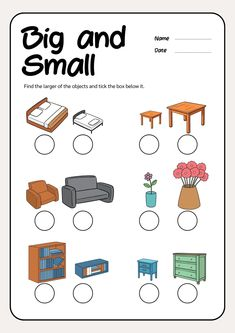 Big and
Small
Name
Date
Find the larger of the objects and tick the box below it.